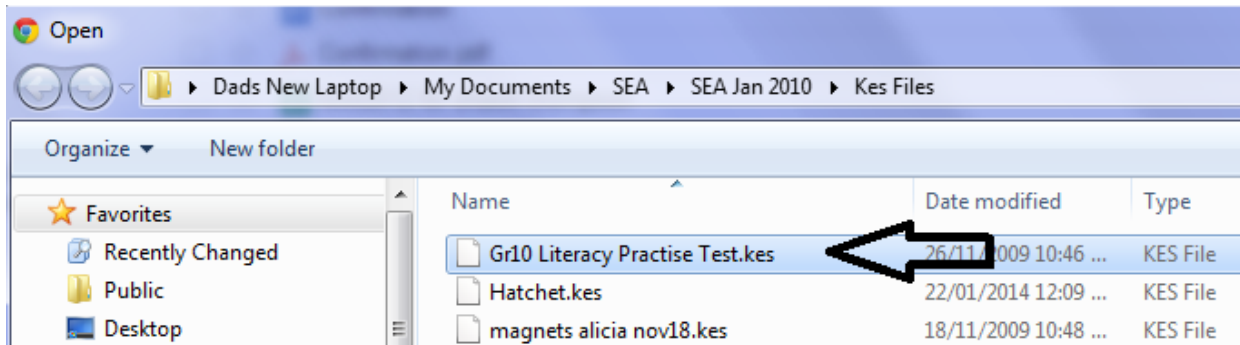 Open
Dads New Laptop My Documents SEA SEA Jan 2010 Kes Files
Organize New folder
Favorites
Recently Changed
Public
Desktop
Name Date modified Type
Gr10 Literacy Practise Test.kes 26/11/2009 10:46 ... KES File
Hatchet.kes 22/01/2014 12:09 ... KES File
magnets alicia nov18.kes 18/11/2009 10:48 ... KES File